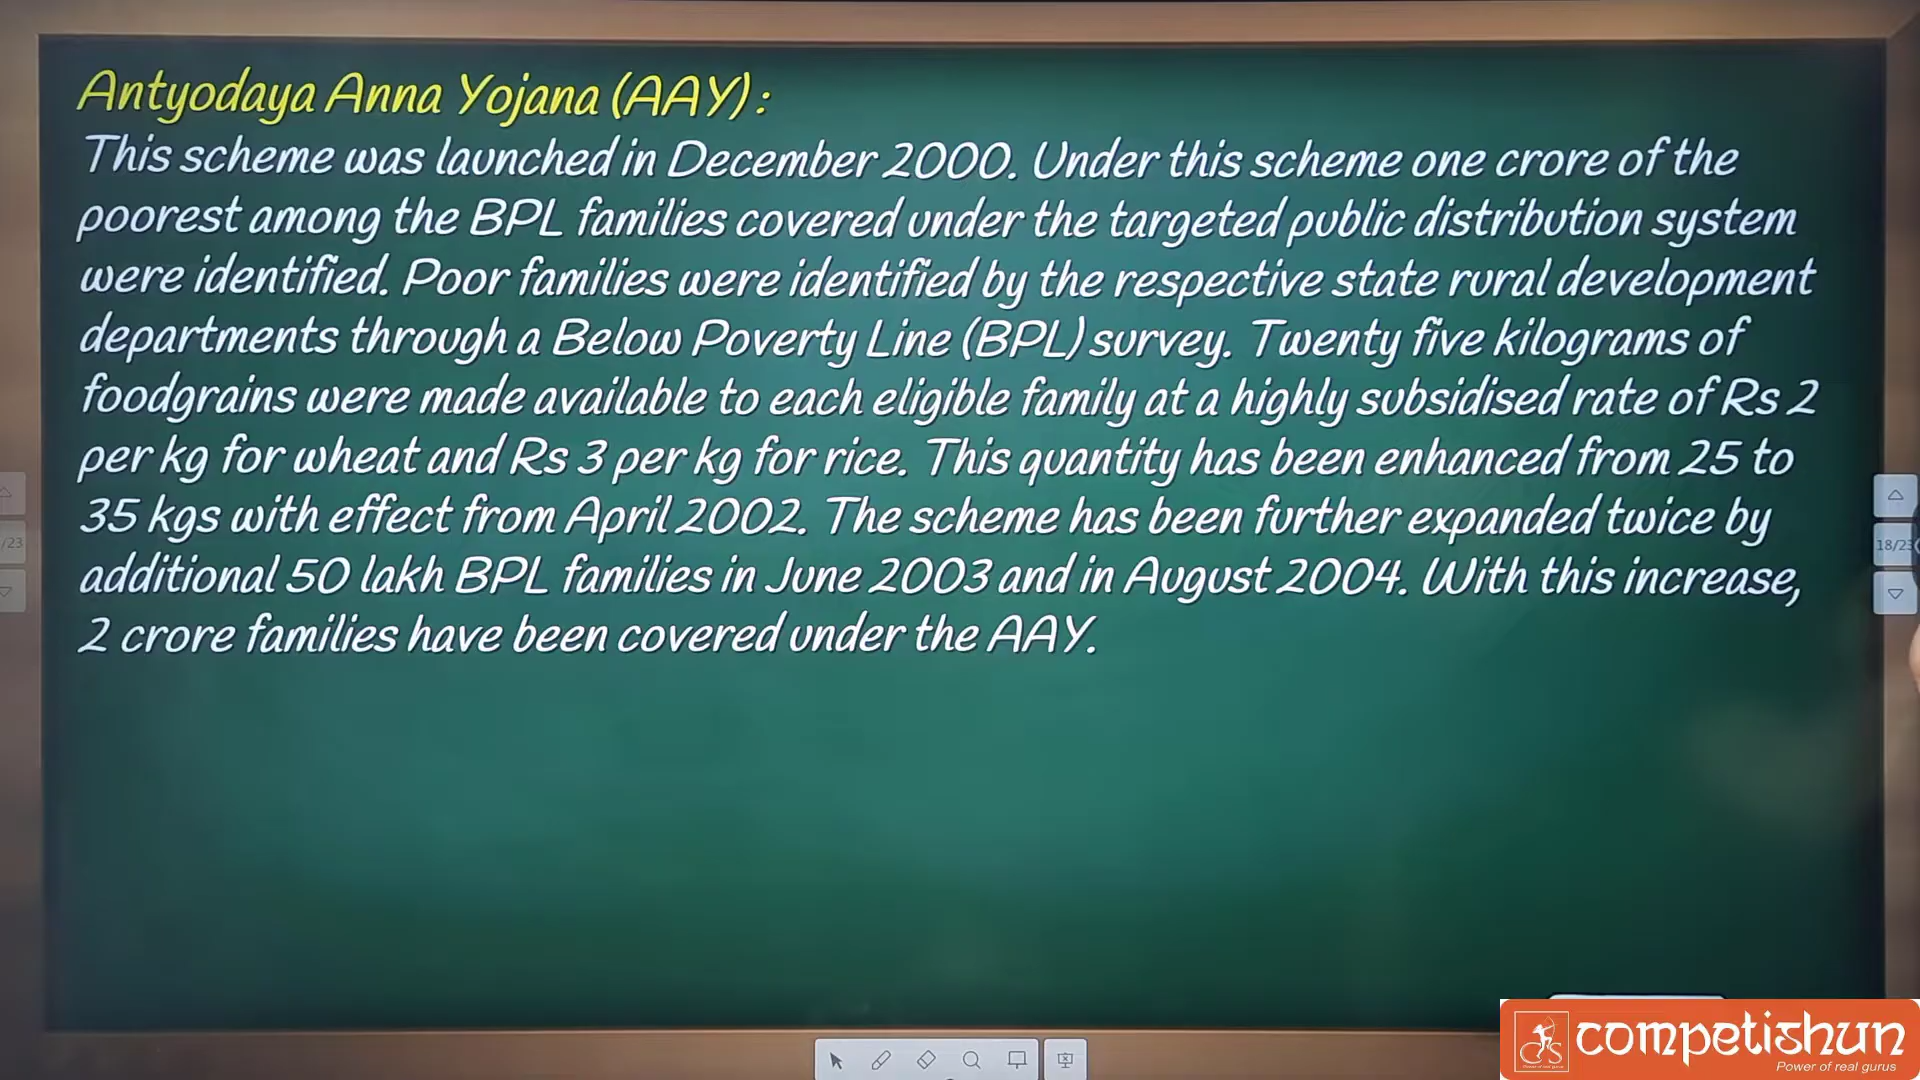 Antyodaya Anna Yojana (AAY) :
This scheme was launched in December 2000. Under this scheme one crore of the
poorest among the BPL families covered under the targeted public distribution system
were identified. Poor families were identified by the respective state rural development
departments through a Below Poverty Line (BPL) survey. Twenty five kilograms of
foodgrains were made available to each eligible family at a highly subsidised rate of Rs 2
per kg for wheat and Rs 3 per kg for rice. This quantity has been enhanced from 25 to
35 kgs with effect from April 2002. The scheme has been further expanded twice by
additional 50 lakh BPL families in June 2003 and in August 2004. With this increase,
2 crore families have been covered under the AAY.
/23
18/23
competishun
Power of real gurus